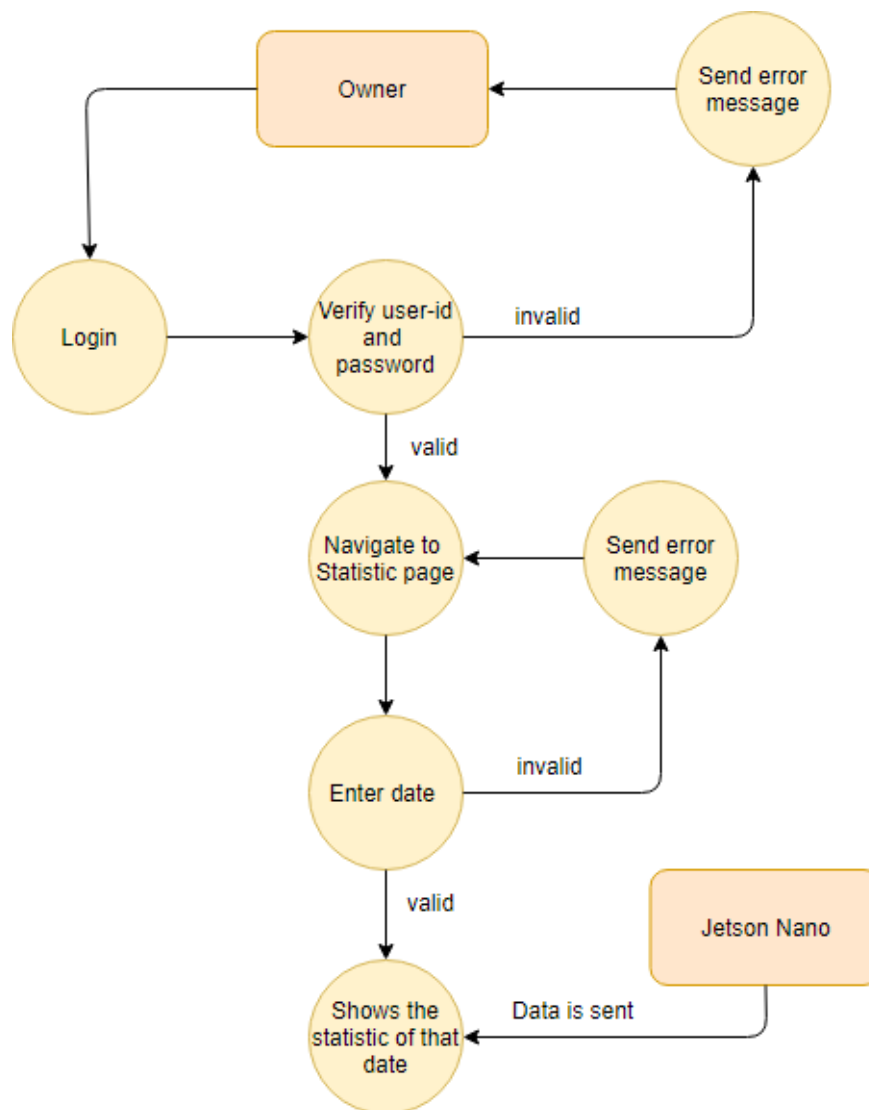 Owner
Send error
message
Login
Verify user-id
and
password
invalid
valid
Navigate to
Statistic page
Send error
message
Enter date
invalid
valid
Jetson Nano
Shows the
statistic of that
date
Data is sent